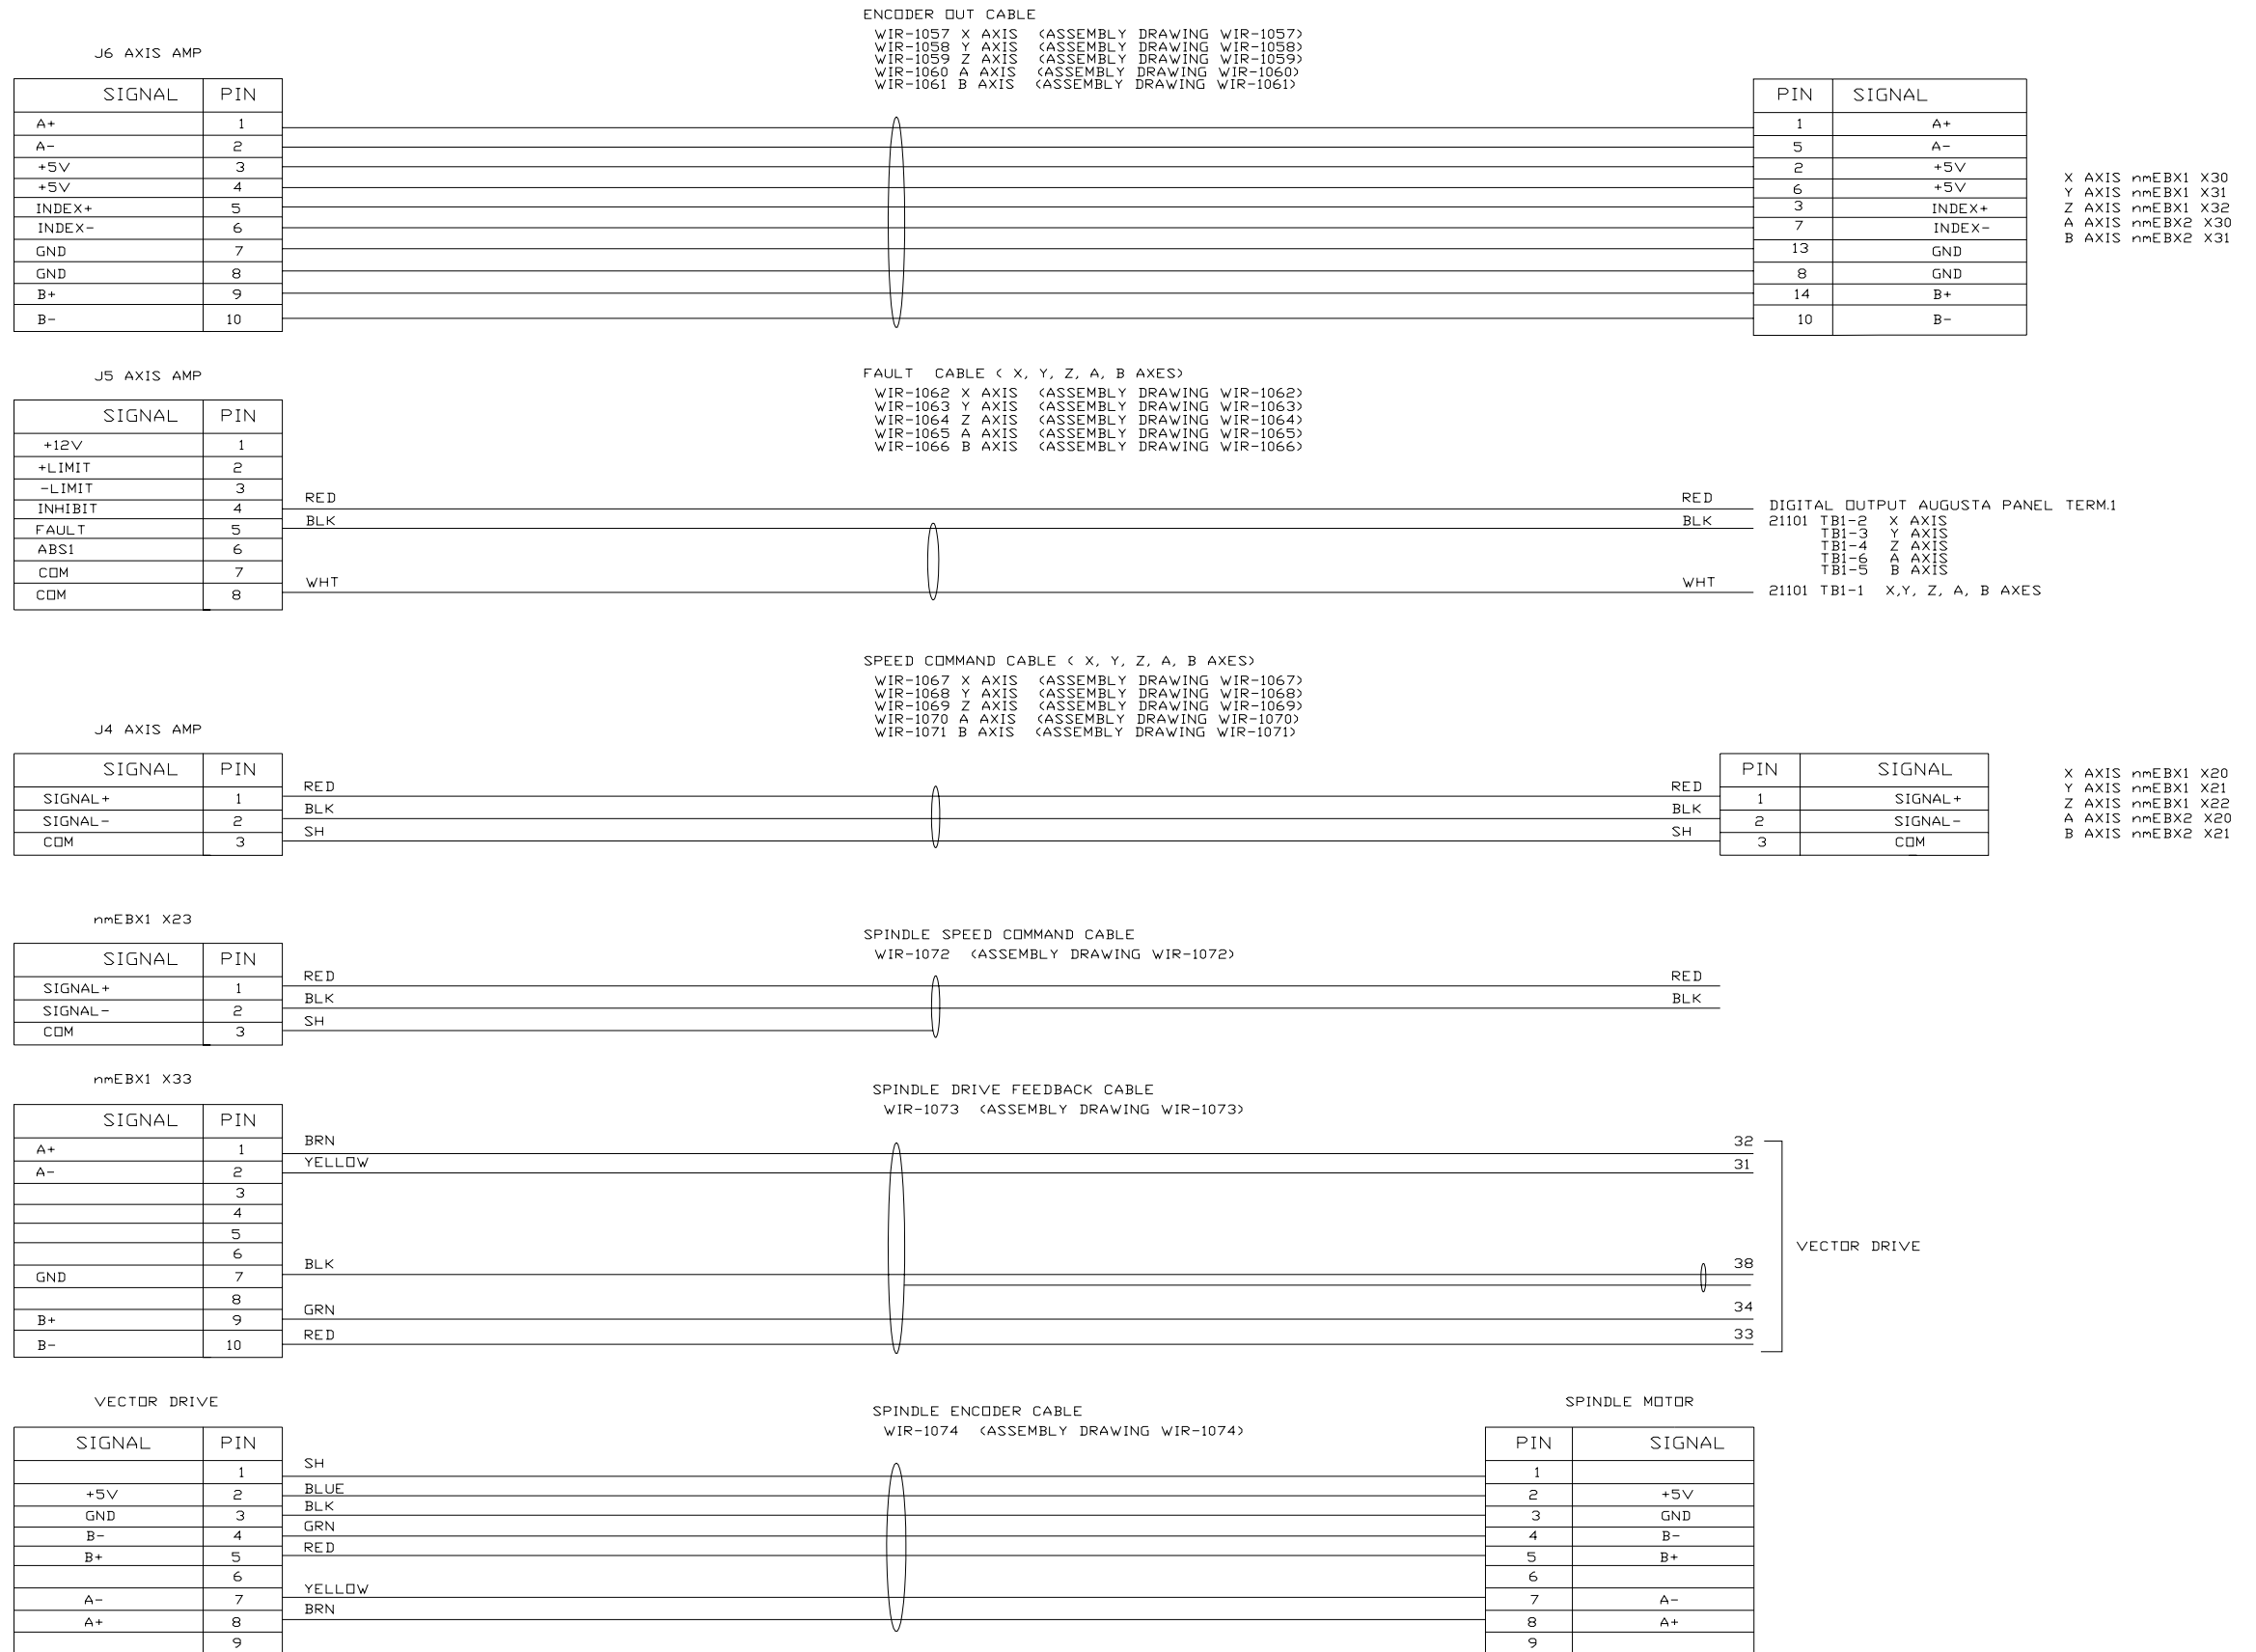 ENCODER OUT CABLE
WIR-1057 X AXIS (ASSEMBLY DRAWING WIR-1057)
WIR-1058 Y AXIS (ASSEMBLY DRAWING WIR-1058)
WIR-1059 Z AXIS (ASSEMBLY DRAWING WIR-1059)
WIR-1060 A AXIS (ASSEMBLY DRAWING WIR-1060)
WIR-1061 B AXIS (ASSEMBLY DRAWING WIR-1061)
J6 AXIS AMP
SIGNAL PIN
A+ 1
A- 2
+5V 3
+5V 4
INDEX+ 5
INDEX- 6
GND 7
GND 8
B+ 9
B- 10
PIN SIGNAL
1 A+
5 A-
2 +5V
6 +5V
3 INDEX+
7 INDEX-
13 GND
8 GND
14 B+
10 B-
X AXIS nmEBX1 X30
Y AXIS nmEBX1 X31
Z AXIS nmEBX1 X32
A AXIS nmEBX2 X30
B AXIS nmEBX2 X31
J5 AXIS AMP
FAULT CABLE ( X, Y, Z, A, B AXES)
WIR-1062 X AXIS (ASSEMBLY DRAWING WIR-1062)
WIR-1063 Y AXIS (ASSEMBLY DRAWING WIR-1063)
WIR-1064 Z AXIS (ASSEMBLY DRAWING WIR-1064)
WIR-1065 A AXIS (ASSEMBLY DRAWING WIR-1065)
WIR-1066 B AXIS (ASSEMBLY DRAWING WIR-1066)
SIGNAL PIN
+12V 1
+LIMIT 2
-LIMIT 3
INHIBIT 4
FAULT 5
ABS1 6
COM 7
COM 8
RED RED DIGITAL OUTPUT AUGUSTA PANEL TERM.1
BLK BLK 21101 TB1-2 X AXIS
TB1-3 Y AXIS
TB1-4 Z AXIS
TB1-6 A AXIS
TB1-5 B AXIS
WHT WHT 21101 TB1-1 X,Y, Z, A, B AXES
SPEED COMMAND CABLE ( X, Y, Z, A, B AXES)
WIR-1067 X AXIS (ASSEMBLY DRAWING WIR-1067)
WIR-1068 Y AXIS (ASSEMBLY DRAWING WIR-1068)
WIR-1069 Z AXIS (ASSEMBLY DRAWING WIR-1069)
WIR-1070 A AXIS (ASSEMBLY DRAWING WIR-1070)
WIR-1071 B AXIS (ASSEMBLY DRAWING WIR-1071)
J4 AXIS AMP
SIGNAL PIN
SIGNAL+ 1
SIGNAL- 2
COM 3
RED RED
BLK BLK
SH SH
PIN SIGNAL
1 SIGNAL+
2 SIGNAL-
3 COM
X AXIS nmEBX1 X20
Y AXIS nmEBX1 X21
Z AXIS nmEBX1 X22
A AXIS nmEBX2 X20
B AXIS nmEBX2 X21
nmEBX1 X23
SPINDLE SPEED COMMAND CABLE
WIR-1072 (ASSEMBLY DRAWING WIR-1072)
SIGNAL PIN
SIGNAL+ 1
SIGNAL- 2
COM 3
RED RED
BLK BLK
SH
nmEBX1 X33
SPINDLE DRIVE FEEDBACK CABLE
WIR-1073 (ASSEMBLY DRAWING WIR-1073)
SIGNAL PIN
A+ 1
A- 2
3
4
5
6
GND 7
8
B+ 9
B- 10
BRN 32
YELLOW 31
BLK 38
GRN 34
RED 33
VECTOR DRIVE
VECTOR DRIVE
SPINDLE ENCODER CABLE
WIR-1074 (ASSEMBLY DRAWING WIR-1074)
SPINDLE MOTOR
SIGNAL PIN
1
+5V 2
GND 3
B- 4
B+ 5
6
A- 7
A+ 8
9
SH
BLUE
BLK
GRN
RED
YELLOW
BRN
PIN SIGNAL
1
2 +5V
3 GND
4 B-
5 B+
6
7 A-
8 A+
9